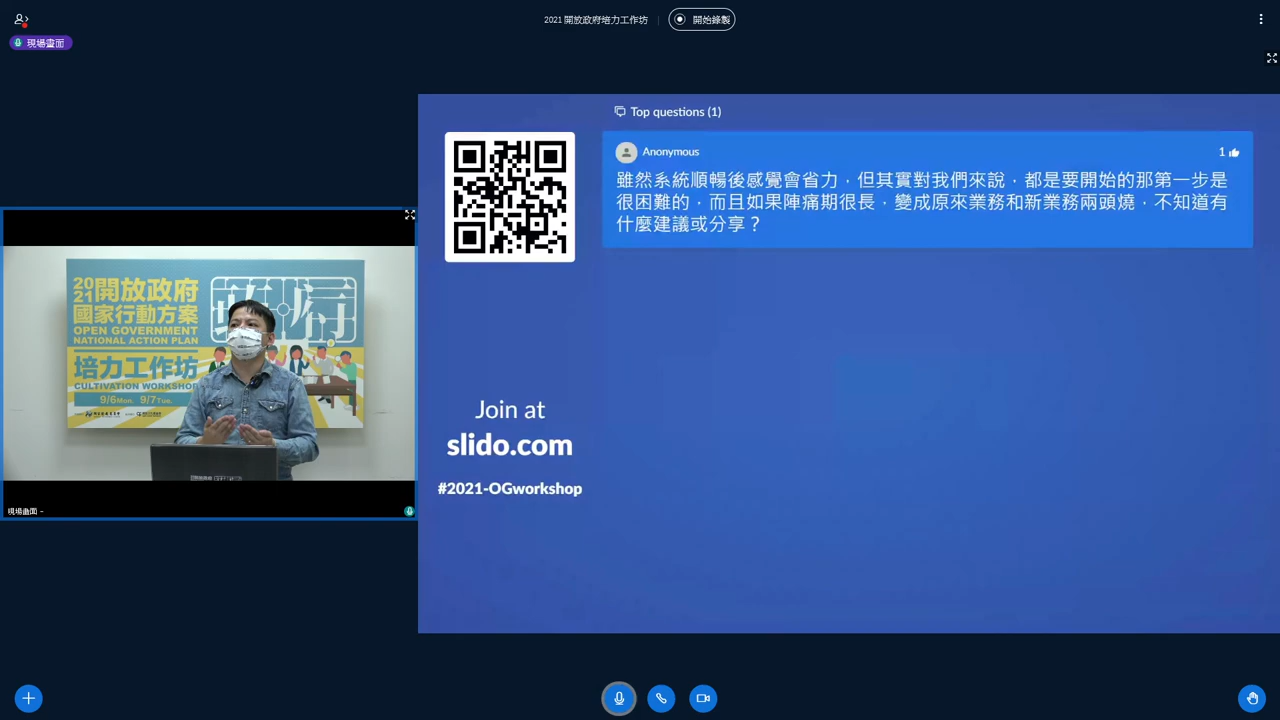 2021 開放政府培力工作坊
開始錄製
現場畫面
Top questions (1)
Anonymous
1
雖然系統順暢後感覺會省力，但其實對我們來說，都是要開始的那第一步是
很困難的，而且如果陣痛期很長，變成原來業務和新業務兩頭燒，不知道有
什麼建議或分享？
2021開放政府
國家行動方案
OPEN GOVERNMENT
NATIONAL ACTION PLAN
培力工作坊
CULTIVATION WORKSHOP
9/6Mon. 9/7Tue.
Join at
slido.com
#2021-OGworkshop
現場畫面 -